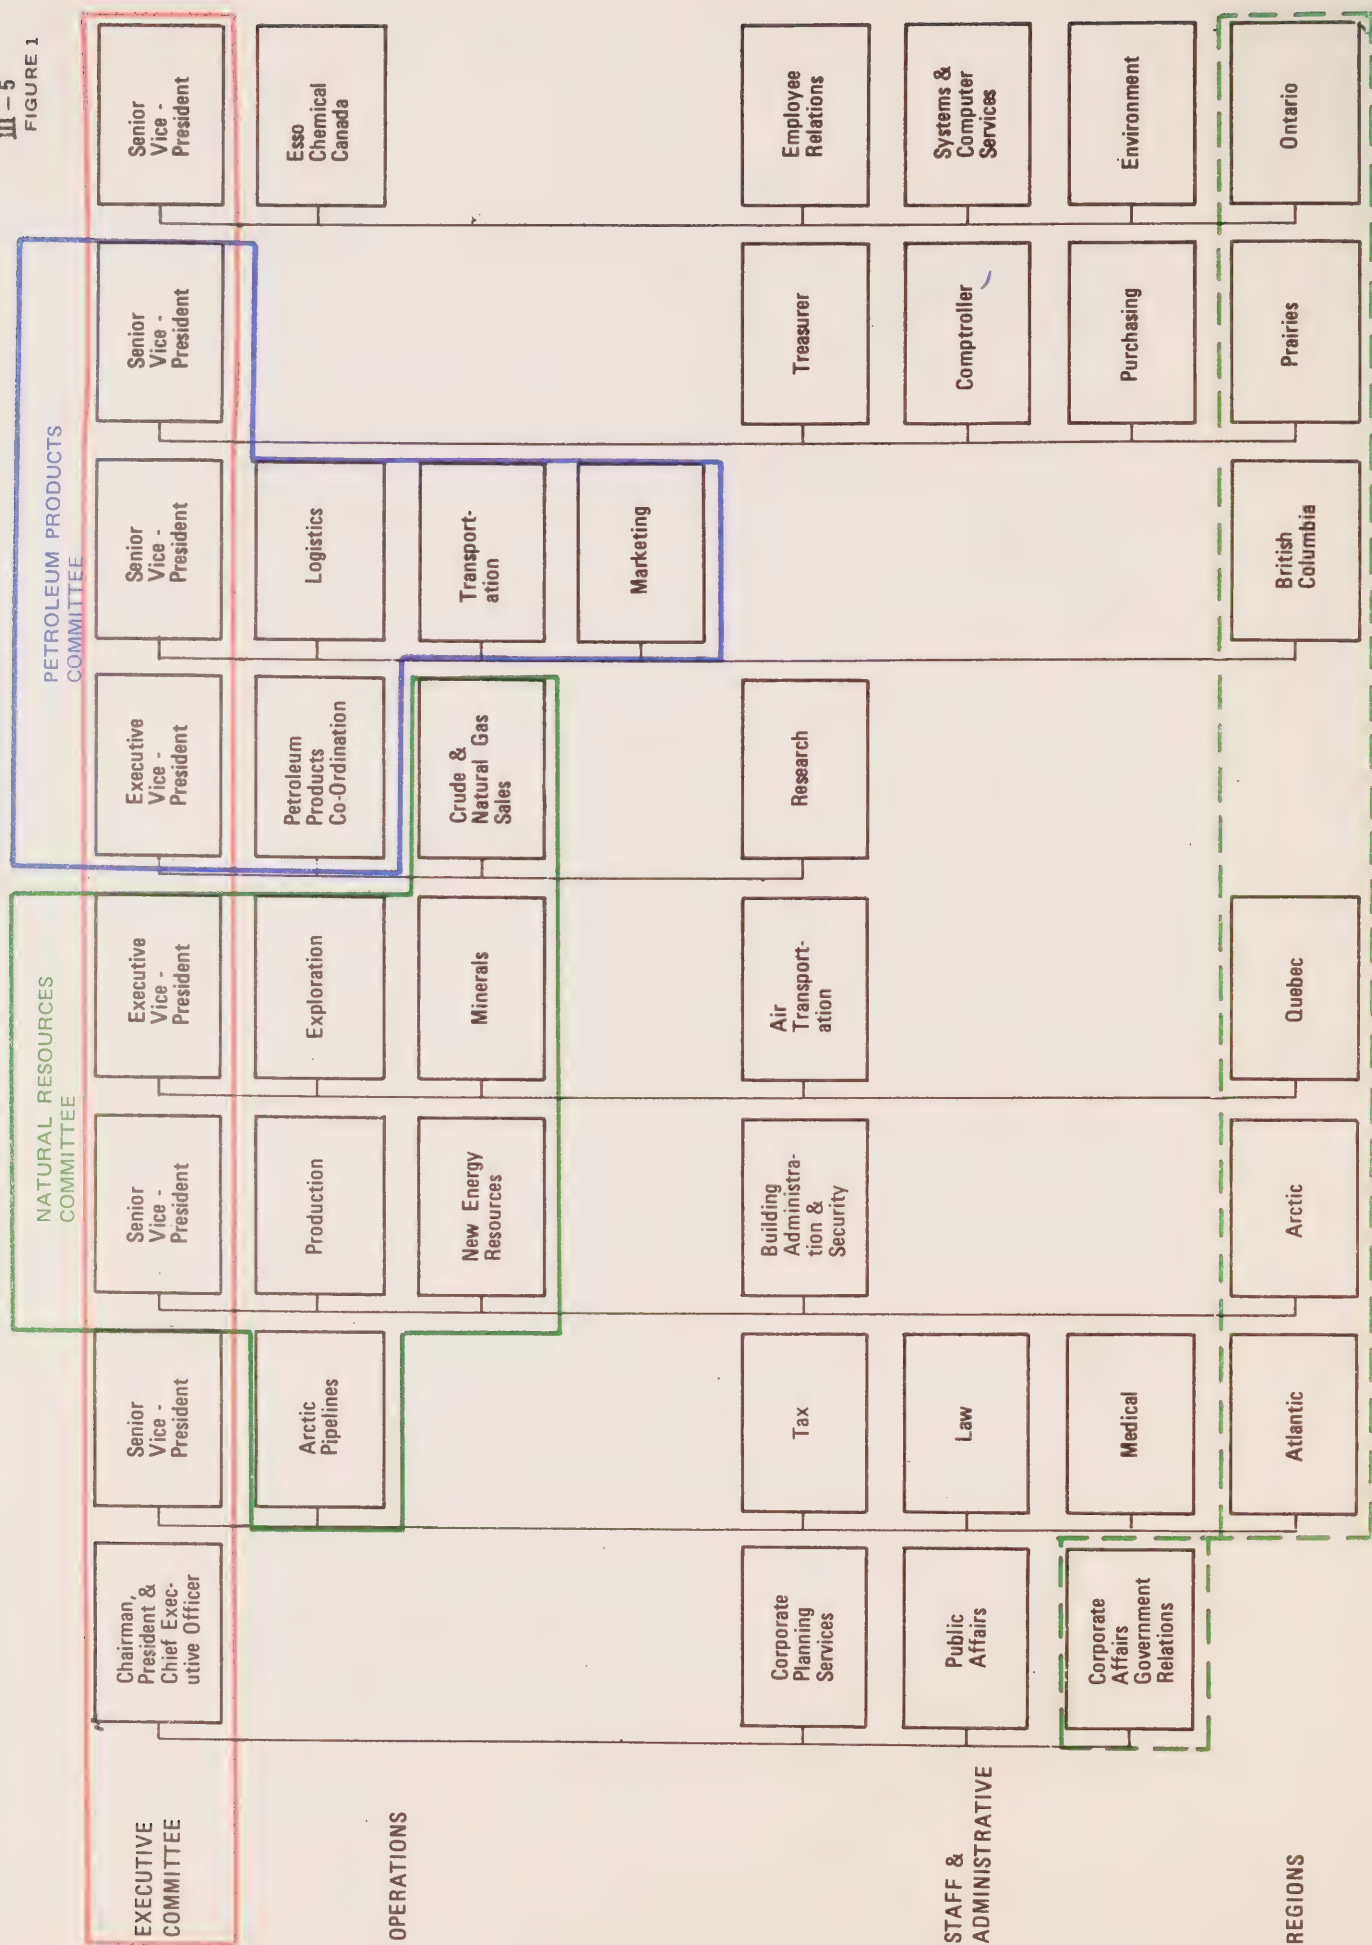 III – 5
FIGURE 1
NATURAL RESOURCES
COMMITTEE
PETROLEUM PRODUCTS
COMMITTEE
EXECUTIVE
COMMITTEE
Chairman,
President &
Chief Exec-
utive Officer
Senior
Vice -
President
Senior
Vice -
President
Executive
Vice -
President
Executive
Vice -
President
Senior
Vice -
President
Senior
Vice -
President
Senior
Vice -
President
OPERATIONS
Arctic
Pipelines
Production
Exploration
Petroleum
Products
Co-Ordination
Logistics
Esso
Chemical
Canada
New Energy
Resources
Minerals
Crude &
Natural Gas
Sales
Transport-
ation
Marketing
STAFF &
ADMINISTRATIVE
Corporate
Planning
Services
Tax
Building
Administra-
tion &
Security
Air
Transport-
ation
Research
Treasurer
Employee
Relations
Public
Affairs
Law
Comptroller
Systems &
Computer
Services
Corporate
Affairs
Government
Relations
Medical
Purchasing
Environment
REGIONS
Atlantic
Arctic
Quebec
British
Columbia
Prairies
Ontario